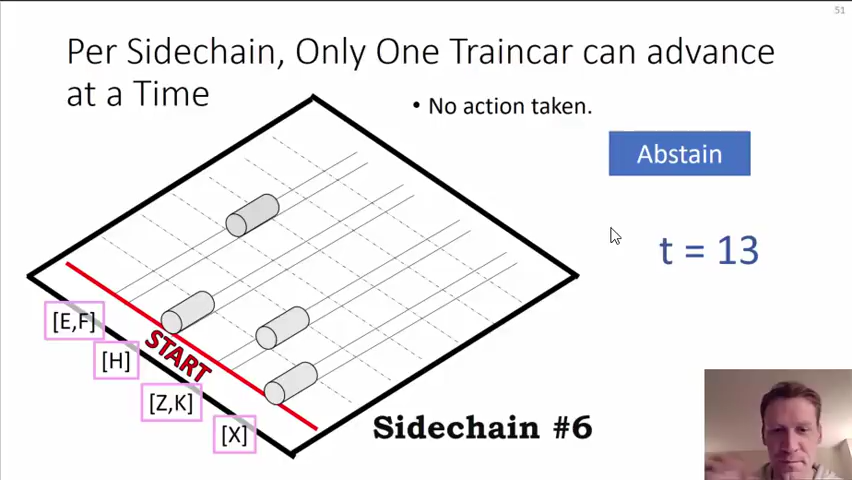 51
Per Sidechain, Only One Traincar can advance
at a Time
• No action taken.
Abstain
t = 13
[E,F]
[H]
START
[Z,K]
[X]
Sidechain #6